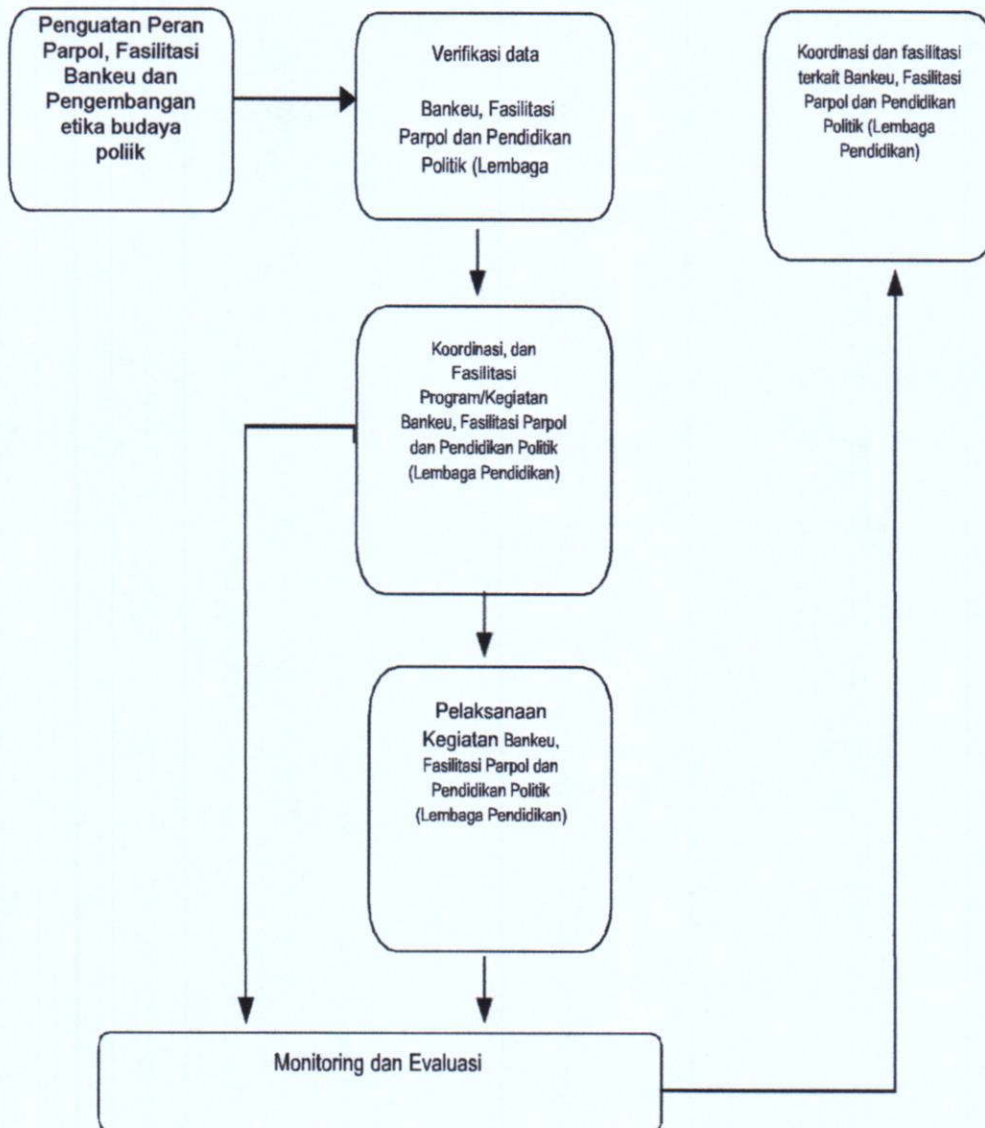 Penguatan Peran
Parpol, Fasilitasi
Bankeu dan
Pengembangan
etika budaya
poliik
Verifikasi data
Bankeu, Fasilitasi
Parpol dan Pendidikan
Politik (Lembaga
Koordinasi dan fasilitasi
terkait Bankeu, Fasilitasi
Parpol dan Pendidikan
Politik (Lembaga
Pendidikan)
Koordinasi, dan
Fasilitasi
Program/Kegiatan
Bankeu, Fasilitasi Parpol
dan Pendidikan Politik
(Lembaga Pendidikan)
Pelaksanaan
Kegiatan Bankeu,
Fasilitasi Parpol dan
Pendidikan Politik
(Lembaga Pendidikan)
Monitoring dan Evaluasi